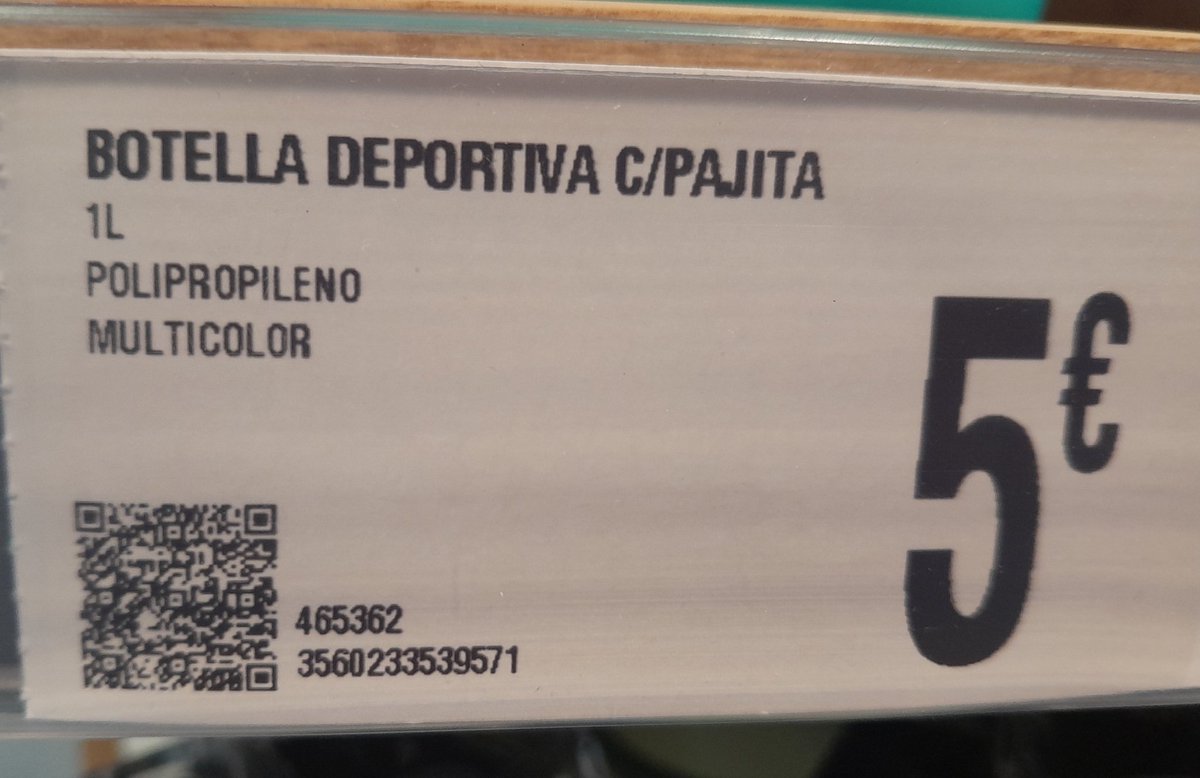 BOTELLA DEPORTIVA C/PAJITA
1L
POLIPROPILENO
MULTICOLOR
5€
465362
3560233539571